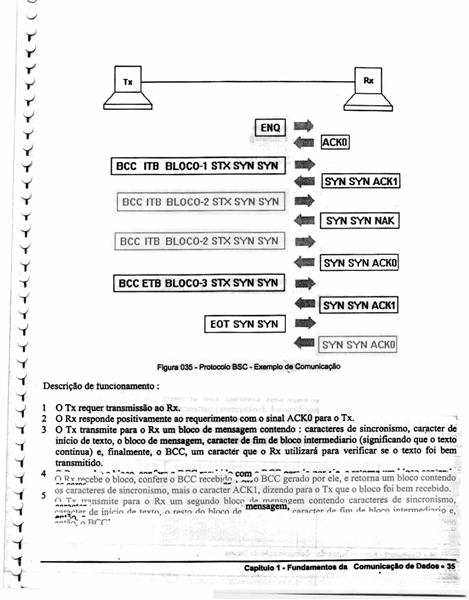 Tx
Rx
ENQ
ACK0
BCC ITB BLOCO-1 STX SYN SYN
SYN SYN ACK1
BCC ITB BLOCO-2 STX SYN SYN
SYN SYN NAK
BCC ITB BLOCO-2 STX SYN SYN
SYN SYN ACK0
BCC ETB BLOCO-3 STX SYN SYN
SYN SYN ACK1
EOT SYN SYN
SYN SYN ACK0
Figura 035 - Protocolo BSC - Exemplo de Comunicação
Descrição de funcionamento :
1 O Tx requer transmissão ao Rx.
2 O Rx responde positivamente ao requerimento com o sinal ACK0 para o Tx.
3 O Tx transmite para o Rx um bloco de mensagem contendo : caracteres de sincronismo, caracter de
início de texto, o bloco de mensagem, caracter de fim de bloco intermediario (significando que o texto
continua) e, finalmente, o BCC, um caractér que o Rx utilizará para verificar se o texto foi bem
transmitido.
4 O Rx recebe o bloco, confere o BCC recebido com o BCC gerado por ele, e retorna um bloco contendo
os caracteres de sincronismo, mais o caracter ACK1, dizendo para o Tx que o bloco foi bem recebido.
5 O Tx transmite para o Rx um segundo bloco de mensagem contendo caracteres de sincronismo,
caracter de início de texto, o resto do bloco de mensagem, caracter de fim de bloco intermediario e,
então, o BCC.
Capítulo 1 - Fundamentos da Comunicação de Dados • 35